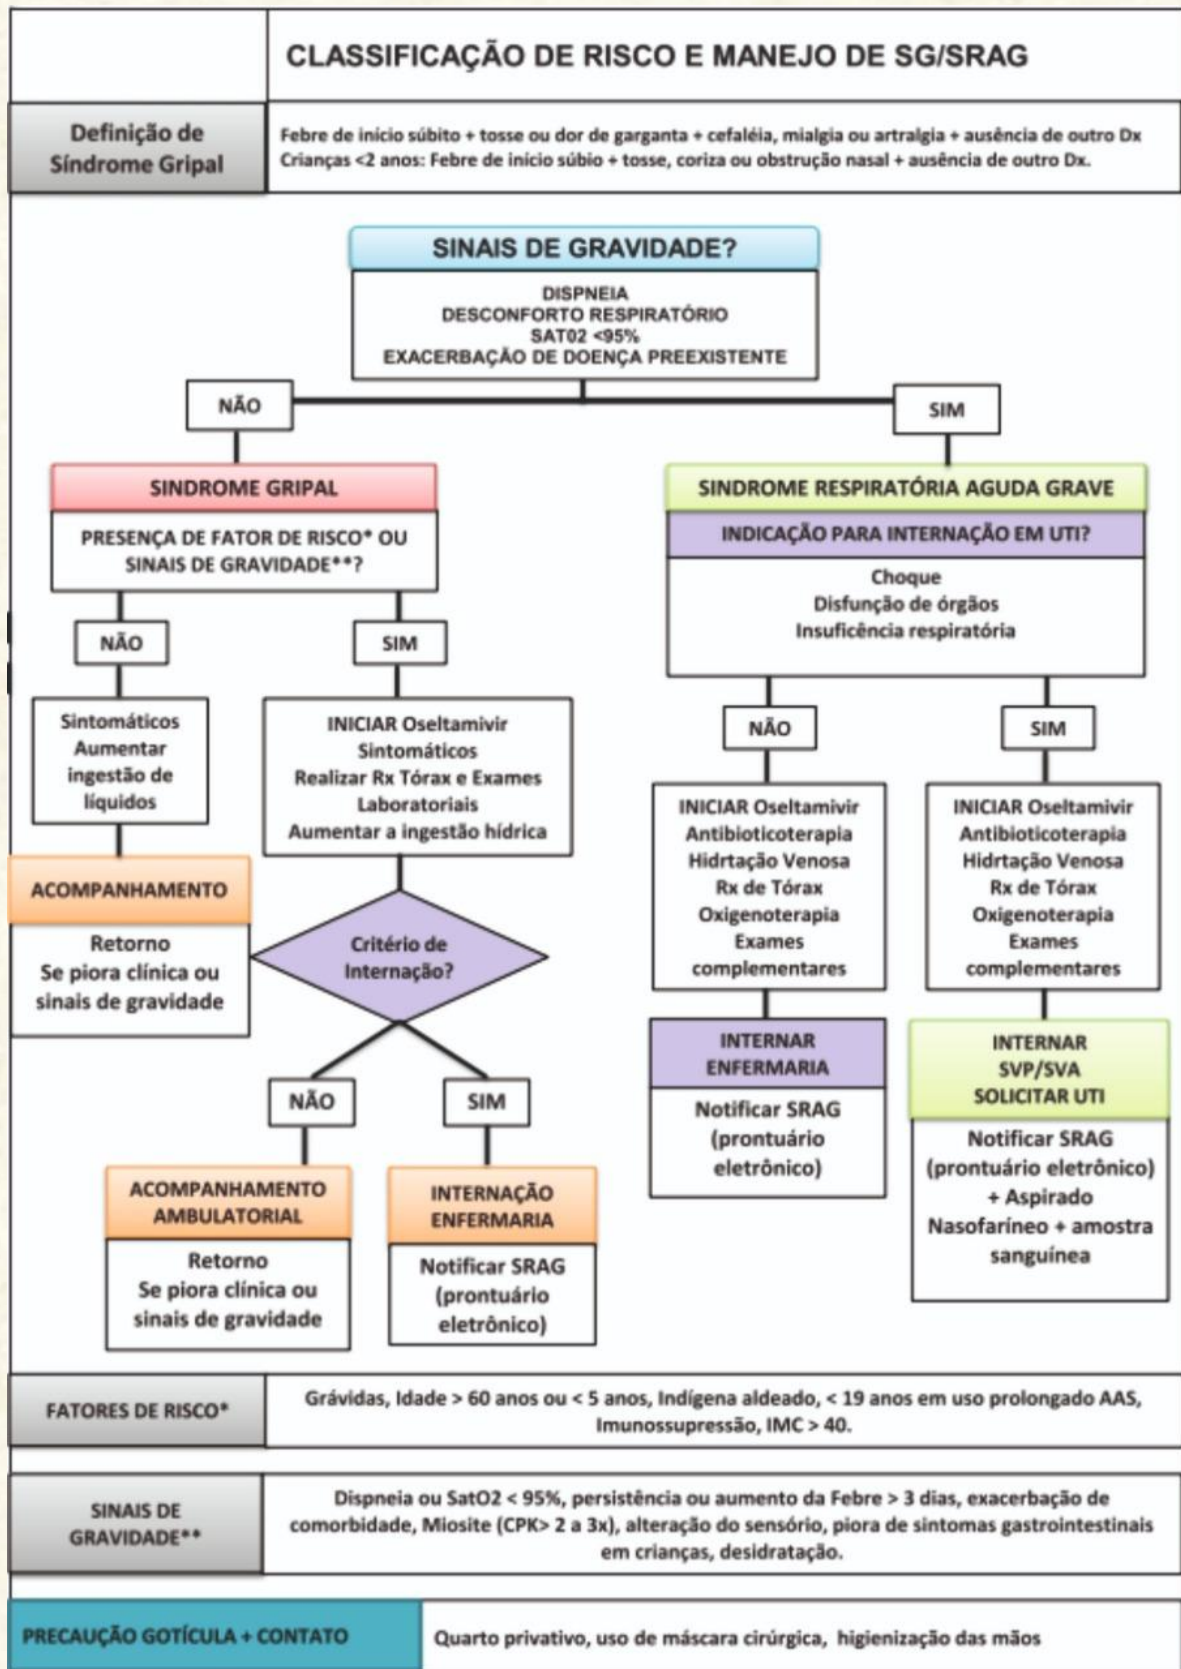 CLASSIFICAÇÃO DE RISCO E MANEJO DE SG/SRAG
Definição de
Síndrome Gripal
Febre de início súbito + tosse ou dor de garganta + cefaléia, mialgia ou artralgia + ausência de outro Dx
Crianças <2 anos: Febre de início súbio + tosse, coriza ou obstrução nasal + ausência de outro Dx.
SINAIS DE GRAVIDADE?
DISPNEIA
DESCONFORTO RESPIRATÓRIO
SAT02 <95%
EXACERBAÇÃO DE DOENÇA PREEXISTENTE
NÃO
SIM
SINDROME GRIPAL
PRESENÇA DE FATOR DE RISCO* OU
SINAIS DE GRAVIDADE**?
NÃO
SIM
Sintomáticos
Aumentar
ingestão de
líquidos
INICIAR Oseltamivir
Sintomáticos
Realizar Rx Tórax e Exames
Laboratoriais
Aumentar a ingestão hídrica
ACOMPANHAMENTO
Retorno
Se piora clínica ou
sinais de gravidade
Critério de
Internação?
NÃO
SIM
ACOMPANHAMENTO
AMBULATORIAL
Retorno
Se piora clínica ou
sinais de gravidade
INTERNAÇÃO
ENFERMARIA
Notificar SRAG
(prontuário
eletrônico)
SINDROME RESPIRATÓRIA AGUDA GRAVE
INDICAÇÃO PARA INTERNAÇÃO EM UTI?
Choque
Disfunção de órgãos
Insuficência respiratória
NÃO
SIM
INICIAR Oseltamivir
Antibioticoterapia
Hidrtação Venosa
Rx de Tórax
Oxigenoterapia
Exames
complementares
INTERNAR
ENFERMARIA
Notificar SRAG
(prontuário
eletrônico)
INICIAR Oseltamivir
Antibioticoterapia
Hidrtação Venosa
Rx de Tórax
Oxigenoterapia
Exames
complementares
INTERNAR
SVP/SVA
SOLICITAR UTI
Notificar SRAG
(prontuário eletrônico)
+ Aspirado
Nasofaríneo + amostra
sanguínea
FATORES DE RISCO*
Grávidas, Idade > 60 anos ou < 5 anos, Indígena aldeado, < 19 anos em uso prolongado AAS,
Imunossupressão, IMC > 40.
SINAIS DE
GRAVIDADE**
Dispneia ou SatO2 < 95%, persistência ou aumento da Febre > 3 dias, exacerbação de
comorbidade, Miosite (CPK> 2 a 3x), alteração do sensório, piora de sintomas gastrointestinais
em crianças, desidratação.
PRECAUÇÃO GOTÍCULA + CONTATO
Quarto privativo, uso de máscara cirúrgica, higienização das mãos